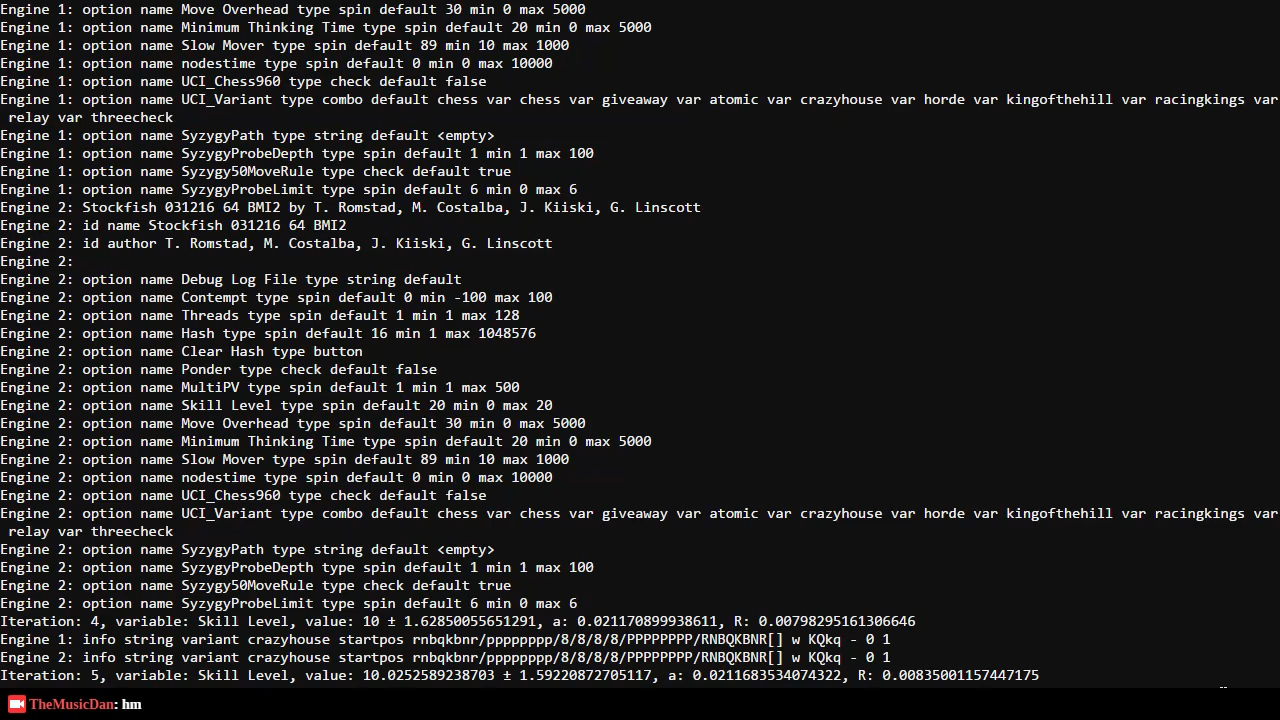 Engine 1: option name Move Overhead type spin default 30 min 0 max 5000
Engine 1: option name Minimum Thinking Time type spin default 20 min 0 max 5000
Engine 1: option name Slow Mover type spin default 89 min 10 max 1000
Engine 1: option name nodestime type spin default 0 min 0 max 10000
Engine 1: option name UCI_Chess960 type check default false
Engine 1: option name UCI_Variant type combo default chess var chess var giveaway var atomic var crazyhouse var horde var kingofthehill var racingkings var
relay var threecheck
Engine 1: option name SyzygyPath type string default <empty>
Engine 1: option name SyzygyProbeDepth type spin default 1 min 1 max 100
Engine 1: option name Syzygy50MoveRule type check default true
Engine 1: option name SyzygyProbeLimit type spin default 6 min 0 max 6
Engine 2: Stockfish 031216 64 BMI2 by T. Romstad, M. Costalba, J. Kiiski, G. Linscott
Engine 2: id name Stockfish 031216 64 BMI2
Engine 2: id author T. Romstad, M. Costalba, J. Kiiski, G. Linscott
Engine 2:
Engine 2: option name Debug Log File type string default
Engine 2: option name Contempt type spin default 0 min -100 max 100
Engine 2: option name Threads type spin default 1 min 1 max 128
Engine 2: option name Hash type spin default 16 min 1 max 1048576
Engine 2: option name Clear Hash type button
Engine 2: option name Ponder type check default false
Engine 2: option name MultiPV type spin default 1 min 1 max 500
Engine 2: option name Skill Level type spin default 20 min 0 max 20
Engine 2: option name Move Overhead type spin default 30 min 0 max 5000
Engine 2: option name Minimum Thinking Time type spin default 20 min 0 max 5000
Engine 2: option name Slow Mover type spin default 89 min 10 max 1000
Engine 2: option name nodestime type spin default 0 min 0 max 10000
Engine 2: option name UCI_Chess960 type check default false
Engine 2: option name UCI_Variant type combo default chess var chess var giveaway var atomic var crazyhouse var horde var kingofthehill var racingkings var
relay var threecheck
Engine 2: option name SyzygyPath type string default <empty>
Engine 2: option name SyzygyProbeDepth type spin default 1 min 1 max 100
Engine 2: option name Syzygy50MoveRule type check default true
Engine 2: option name SyzygyProbeLimit type spin default 6 min 0 max 6
Iteration: 4, variable: Skill Level, value: 10 ± 1.62850055651291, a: 0.021170899938641, R: 0.00798295161306646
Engine 1: info string variant crazyhouse startpos rnbqkbnr/pppppppp/8/8/8/8/PPPPPPPP/RNBQKBNR[] w KQkq - 0 1
Engine 2: info string variant crazyhouse startpos rnbqkbnr/pppppppp/8/8/8/8/PPPPPPPP/RNBQKBNR[] w KQkq - 0 1
Iteration: 5, variable: Skill Level, value: 10.0252589238703 ± 1.59220872705117, a: 0.0211683534074322, R: 0.00835001157447175
TheMusicDan: hm